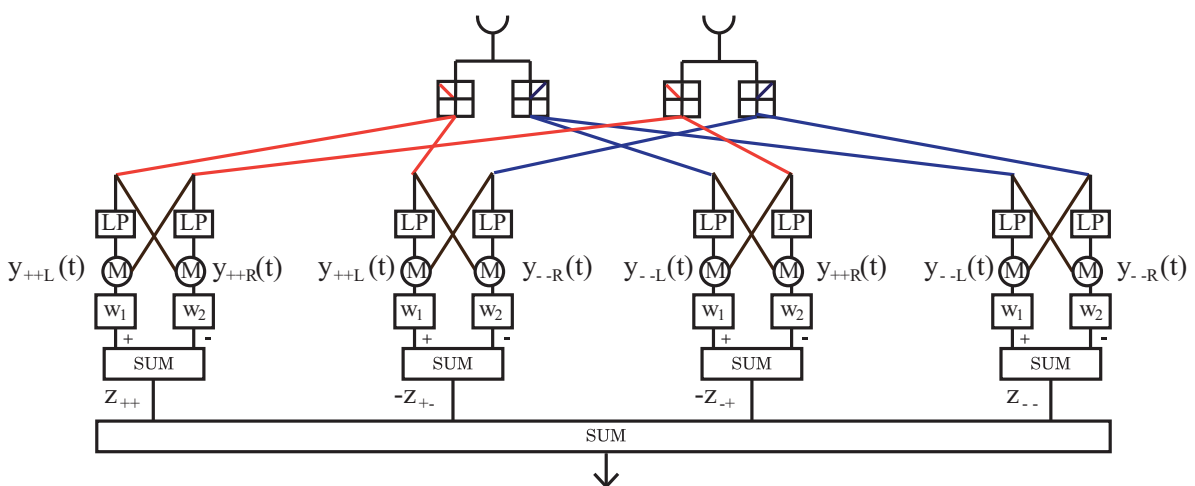 LP LP LP LP LP LP LP LP
y++L(t) M M y++R(t) y++L(t) M M y--R(t) y--L(t) M M y++R(t) y--L(t) M M y--R(t)
w1 w2 w1 w2 w1 w2 w1 w2
+ - + - + - + -
SUM SUM SUM SUM
z++ -z+- -z-+ z--
SUM